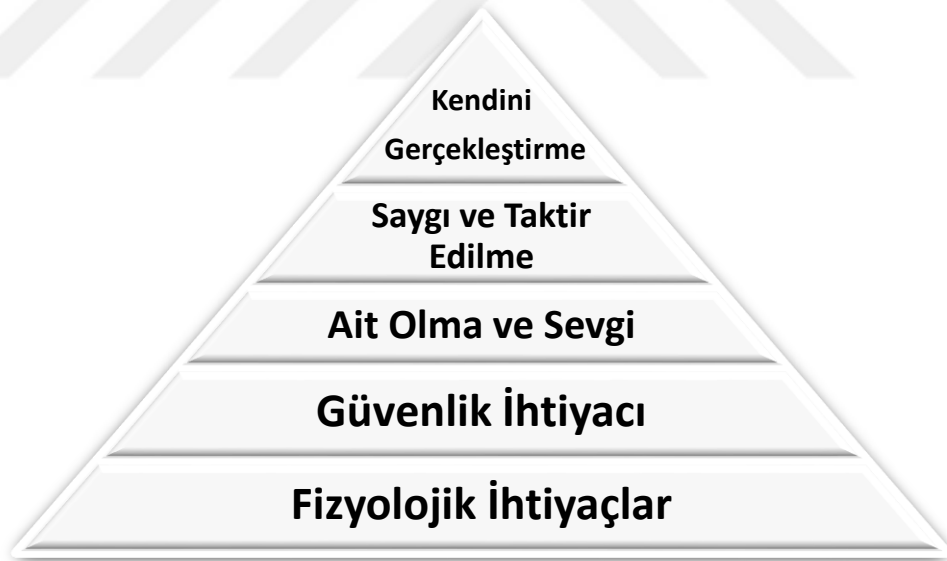 Kendini
Gerçekleştirme
Saygı ve Taktir
Edilme
Ait Olma ve Sevgi
Güvenlik İhtiyacı
Fizyolojik İhtiyaçlar